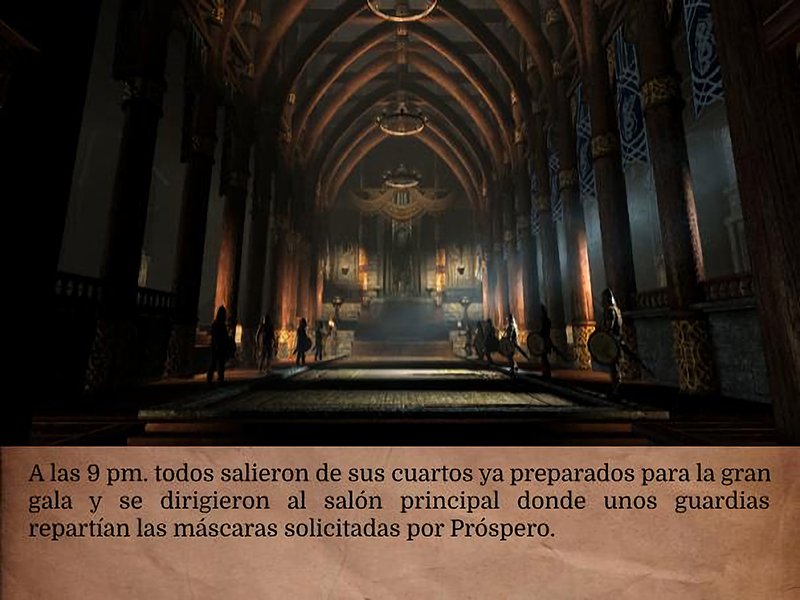 A las 9 pm. todos salieron de sus cuartos ya preparados para la gran
gala y se dirigieron al salón principal donde unos guardias
repartían las máscaras solicitadas por Próspero.